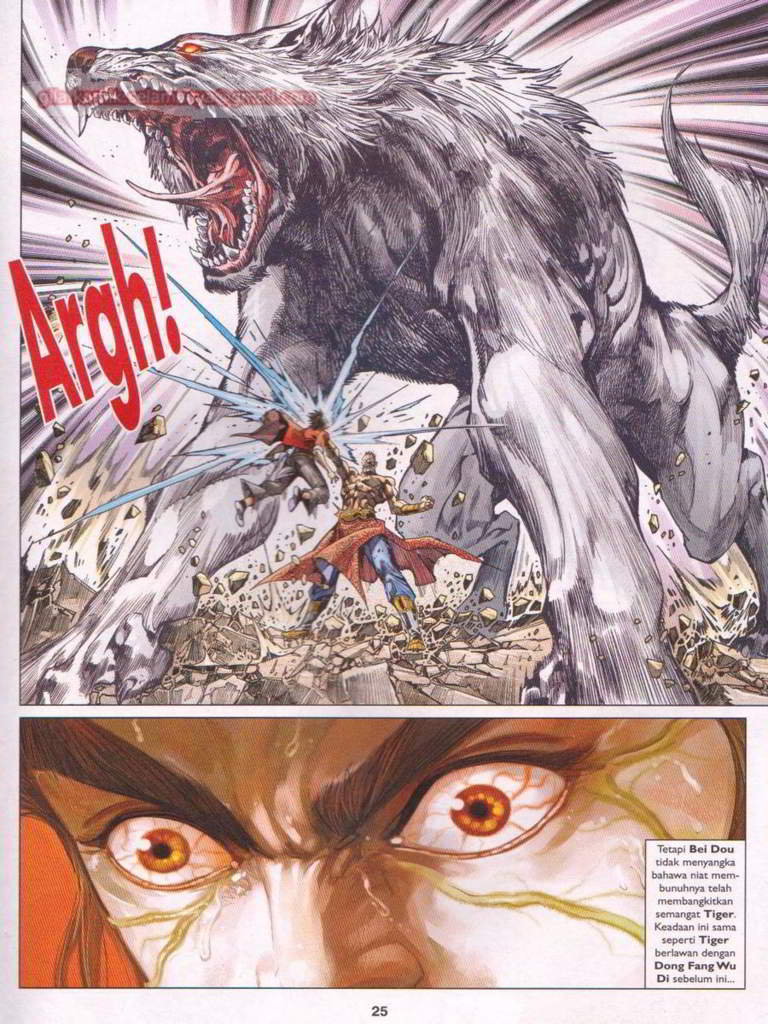 Argh!
Tetapi Bei Dou
tidak menyangka
bahawa niat mem-
bunuhnya telah
membangkitkan
semangat Tiger.
Keadaan ini sama
seperti Tiger
berlawan dengan
Dong Fang Wu
Di sebelum ini...
25